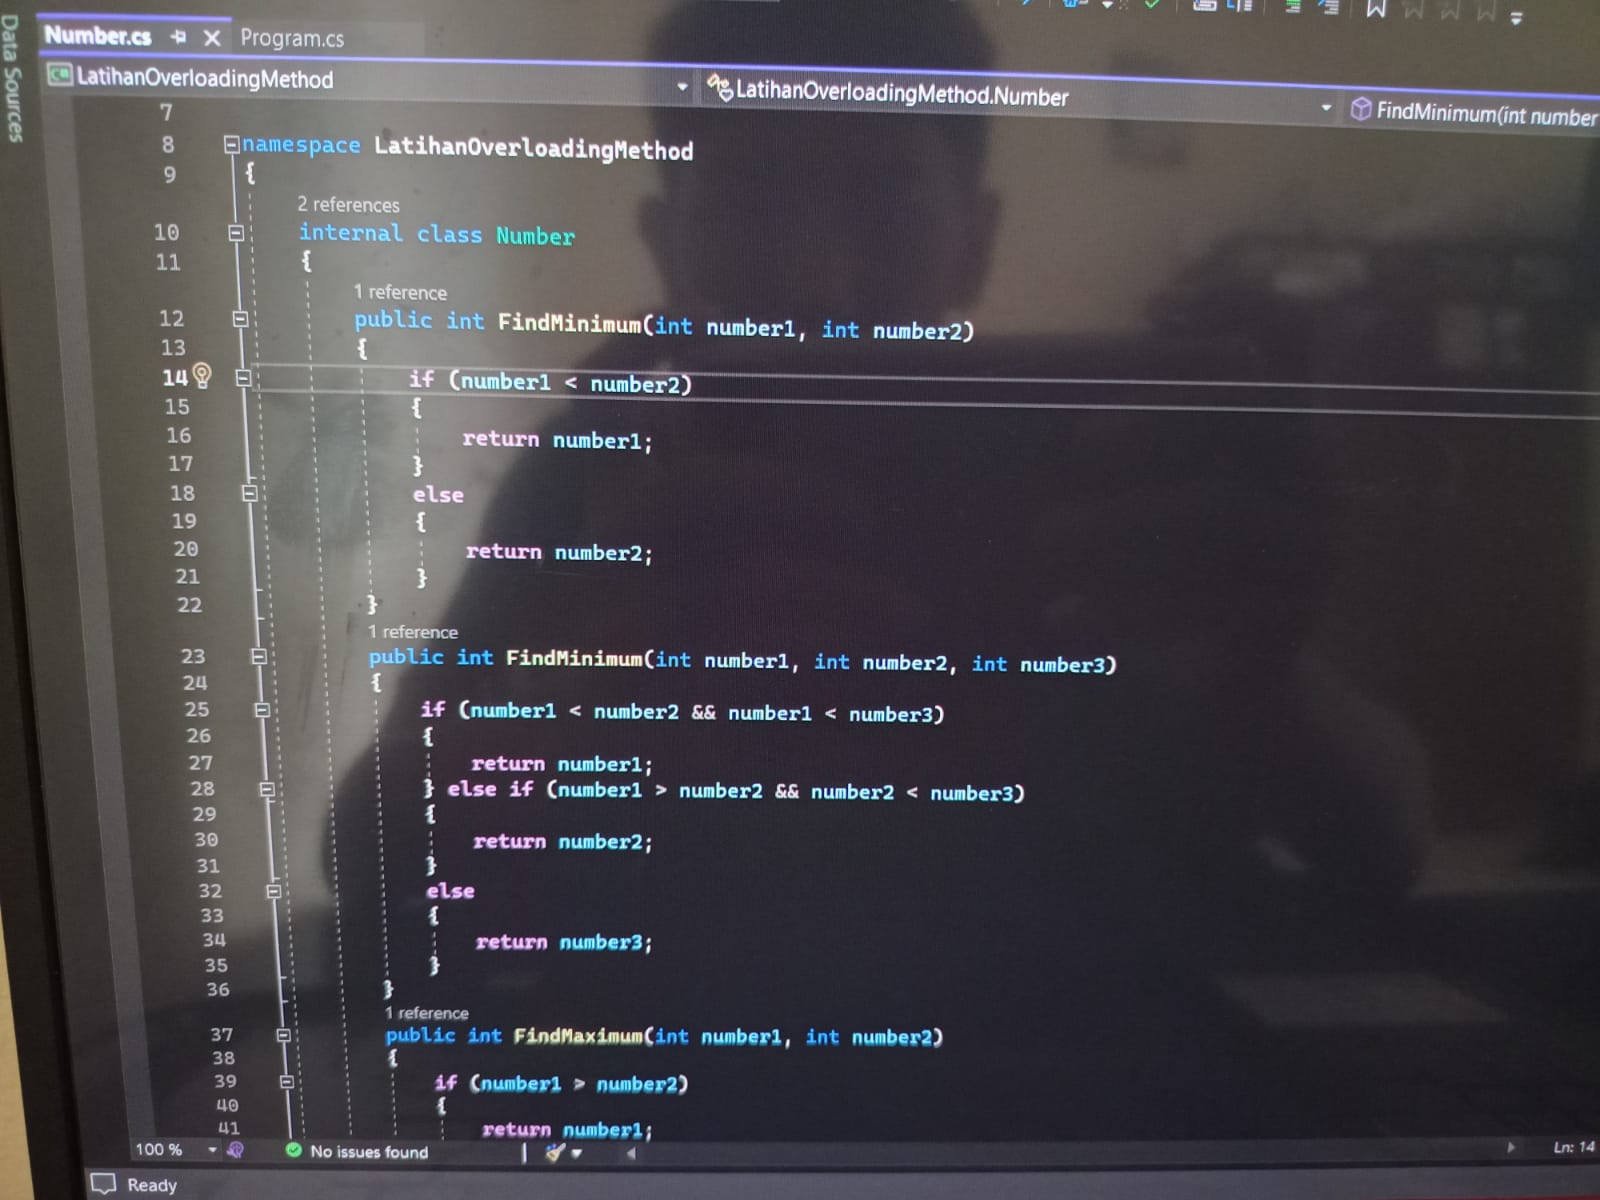 Data Sources
Number.cs Program.cs
LatihanOverloadingMethod LatihanOverloadingMethod.Number FindMinimum(int number
7
8 namespace LatihanOverloadingMethod
9 {
2 references
10 internal class Number
11 {
1 reference
12 public int FindMinimum(int number1, int number2)
13 {
14 if (number1 < number2)
15 {
16 return number1;
17 }
18 else
19 {
20 return number2;
21 }
22 }
1 reference
23 public int FindMinimum(int number1, int number2, int number3)
24 {
25 if (number1 < number2 && number1 < number3)
26 {
27 return number1;
28 } else if (number1 > number2 && number2 < number3)
29 {
30 return number2;
31 }
32 else
33 {
34 return number3;
35 }
36 }
1 reference
37 public int FindMaximum(int number1, int number2)
38 {
39 if (number1 > number2)
40 {
41 return number1;
100 % No issues found Ln: 14
Ready